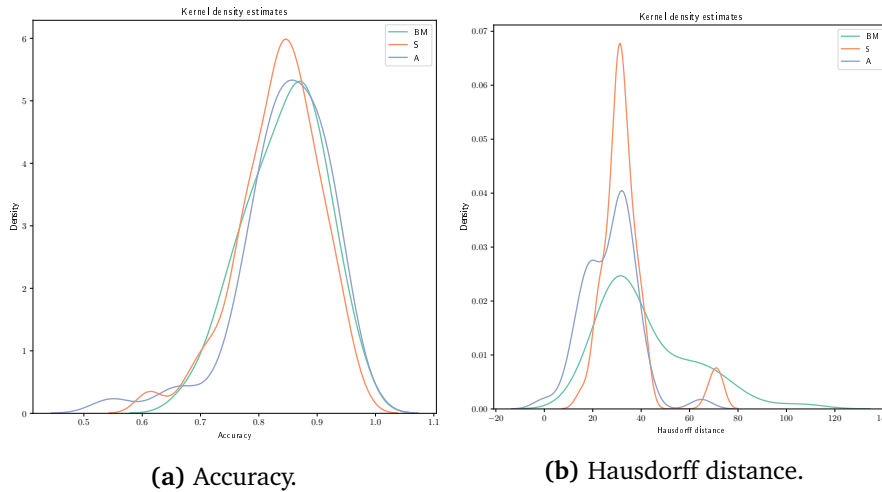 Kernel density estimates
BM
S
A
6
5
4
3
2
1
0
Density
0.5
0.6
0.7
0.8
0.9
1.0
1.1
Accuracy
(a) Accuracy.
Kernel density estimates
BM
S
A
0.07
0.06
0.05
0.04
0.03
0.02
0.01
0.00
Density
−20
0
20
40
60
80
100
120
Hausdorff distance
(b) Hausdorff distance.